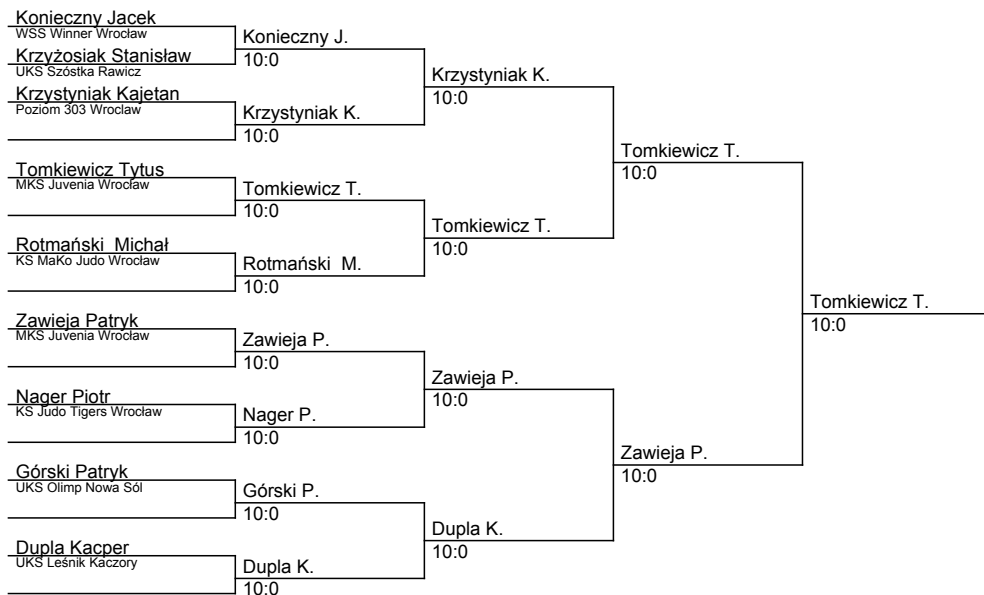 Konieczny Jacek
WSS Winner Wrocław
Krzyżosiak Stanisław
UKS Szóstka Rawicz
Krzystyniak Kajetan
Poziom 303 Wroclaw
Tomkiewicz Tytus
MKS Juvenia Wrocław
Rotmański  Michał
KS MaKo Judo Wrocław
Zawieja Patryk
MKS Juvenia Wrocław
Nager Piotr
KS Judo Tigers Wrocław
Górski Patryk
UKS Olimp Nowa Sól
Dupla Kacper
UKS Leśnik Kaczory
Konieczny J.
10:0
Krzystyniak K.
10:0
Tomkiewicz T.
10:0
Rotmański  M.
10:0
Zawieja P.
10:0
Nager P.
10:0
Górski P.
10:0
Dupla K.
10:0
Krzystyniak K.
10:0
Tomkiewicz T.
10:0
Zawieja P.
10:0
Dupla K.
10:0
Tomkiewicz T.
10:0
Zawieja P.
10:0
Tomkiewicz T.
10:0